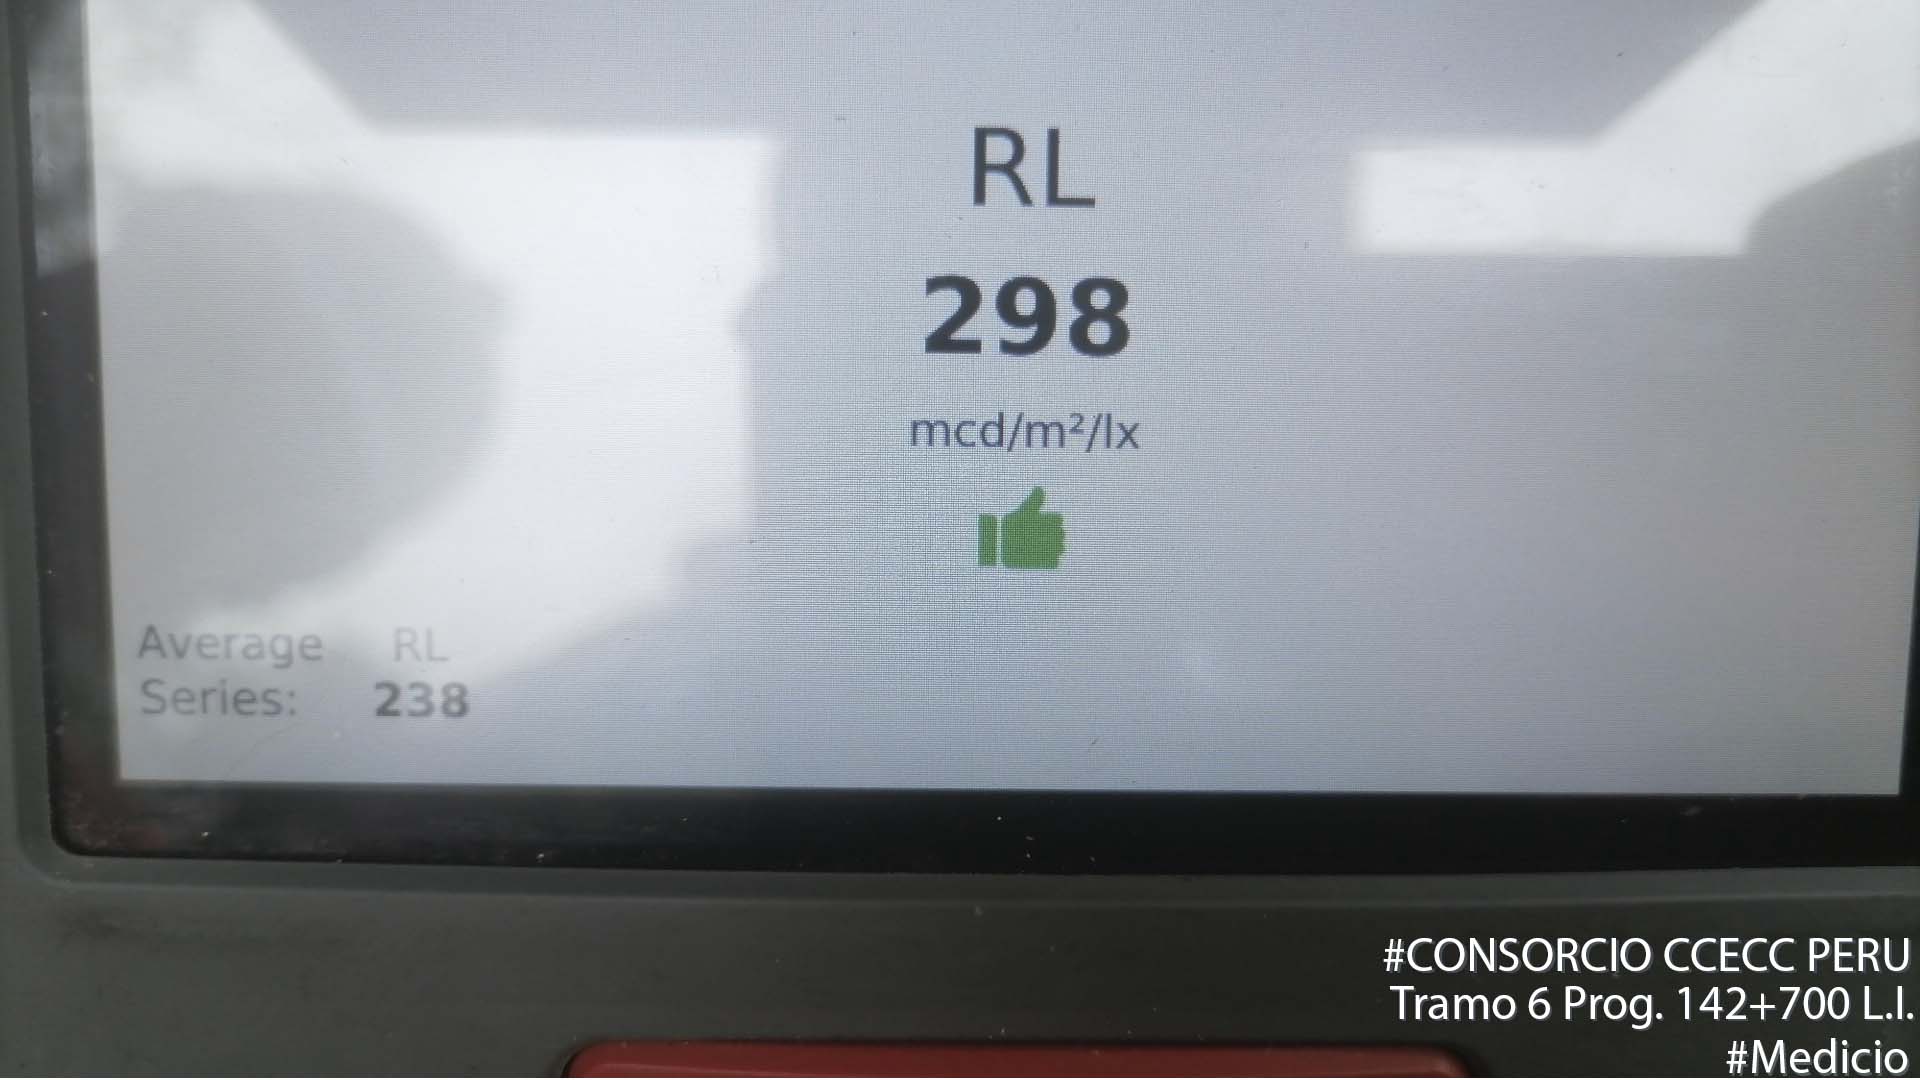 RL
298
mcd/m²/lx
Average RL
Series: 238
#CONSORCIO CCECC PERU
Tramo 6 Prog. 142+700 L.I.
#Medicio